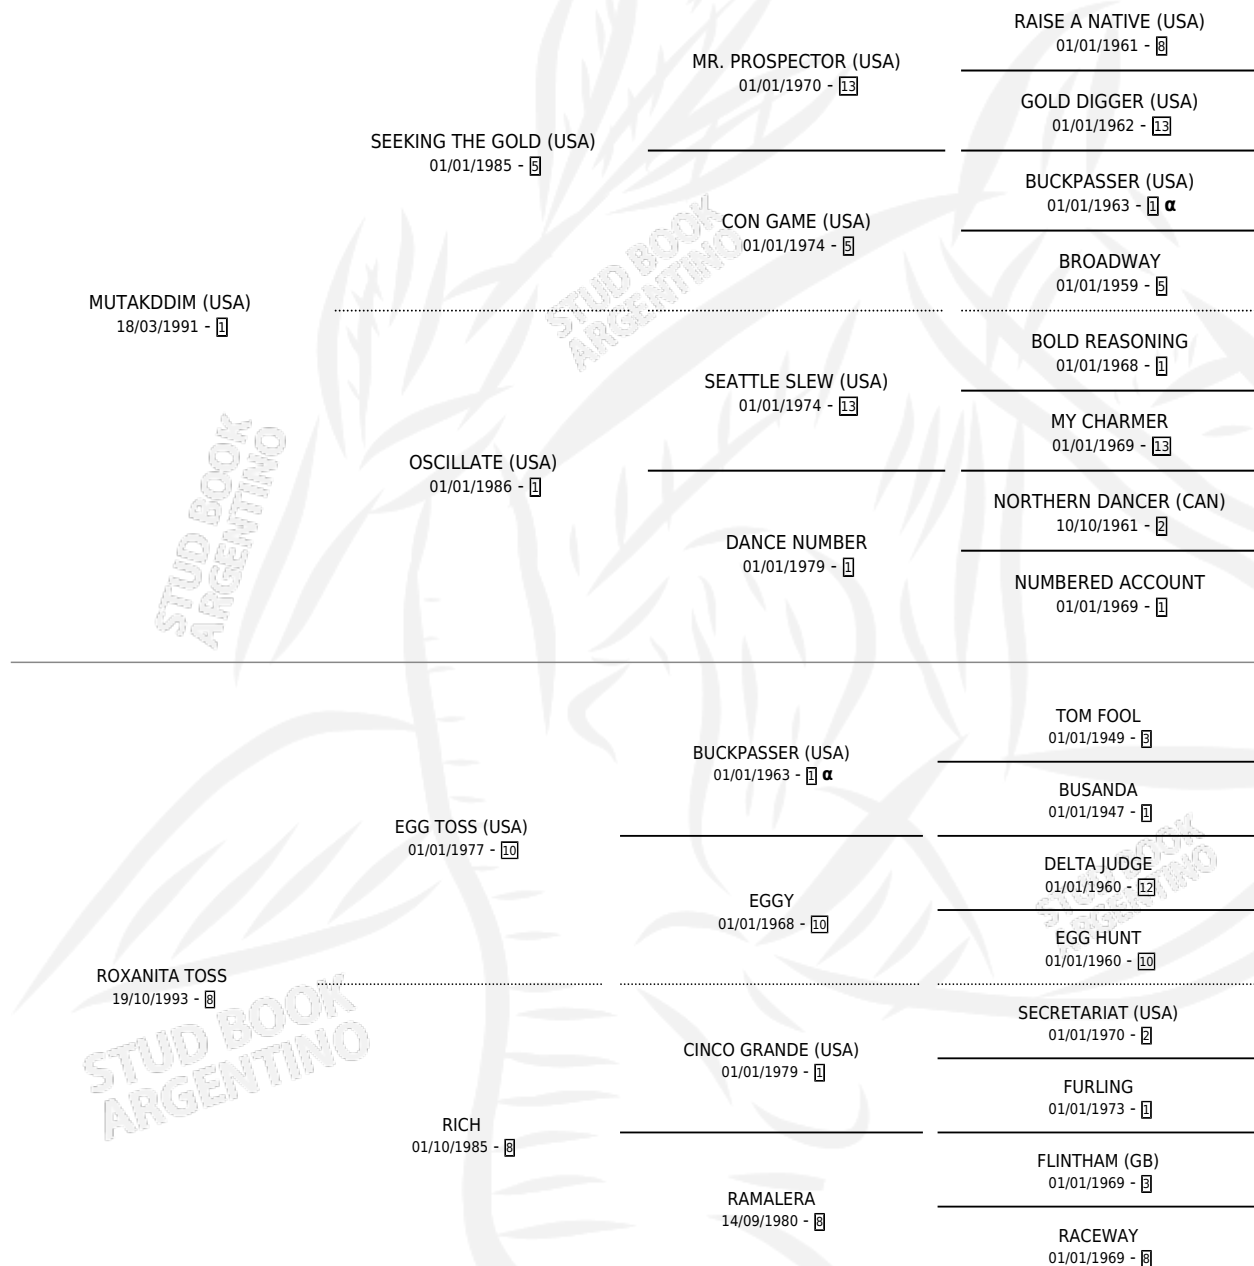 RAISE A NATIVE (USA)
01/01/1961 - 8
MR. PROSPECTOR (USA)
01/01/1970 - 13
GOLD DIGGER (USA)
01/01/1962 - 13
SEEKING THE GOLD (USA)
01/01/1985 - 5
BUCKPASSER (USA)
01/01/1963 - 1 α
CON GAME (USA)
01/01/1974 - 5
BROADWAY
01/01/1959 - 5
MUTAKDDIM (USA)
18/03/1991 - 1
BOLD REASONING
01/01/1968 - 1
SEATTLE SLEW (USA)
01/01/1974 - 13
MY CHARMER
01/01/1969 - 13
OSCILLATE (USA)
01/01/1986 - 1
NORTHERN DANCER (CAN)
10/10/1961 - 2
DANCE NUMBER
01/01/1979 - 1
NUMBERED ACCOUNT
01/01/1969 - 1
TOM FOOL
01/01/1949 - 3
BUCKPASSER (USA)
01/01/1963 - 1 α
BUSANDA
01/01/1947 - 1
EGG TOSS (USA)
01/01/1977 - 10
DELTA JUDGE
01/01/1960 - 12
EGGY
01/01/1968 - 10
EGG HUNT
01/01/1960 - 10
ROXANITA TOSS
19/10/1993 - 8
SECRETARIAT (USA)
01/01/1970 - 2
CINCO GRANDE (USA)
01/01/1979 - 1
FURLING
01/01/1973 - 1
RICH
01/10/1985 - 8
FLINTHAM (GB)
01/01/1969 - 3
RAMALERA
14/09/1980 - 8
RACEWAY
01/01/1969 - 8
STUD BOOK
ARGENTINO
STUD BOOK
ARGENTINO
STUD BOOK
ARGENTINO
STUD BOOK
ARGENTINO